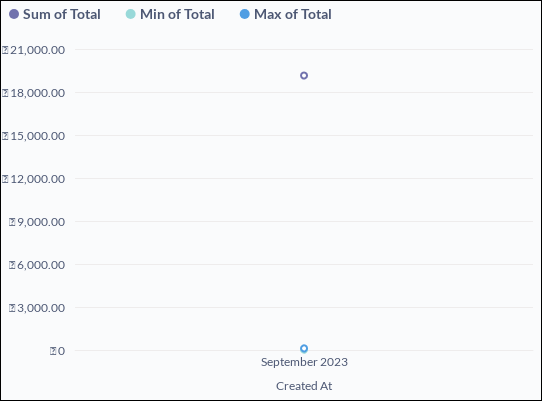 Sum of Total Min of Total Max of Total
21,000.00
18,000.00
15,000.00
12,000.00
9,000.00
6,000.00
3,000.00
0
September 2023
Created At